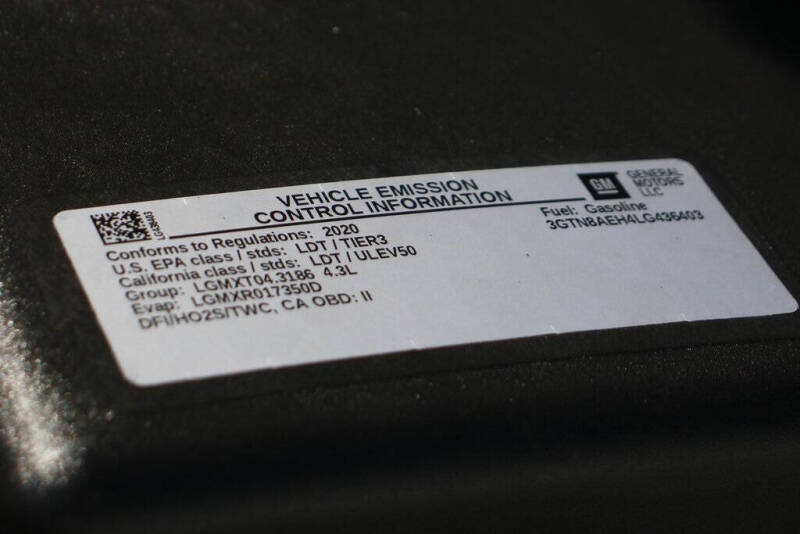 VEHICLE EMISSION
CONTROL INFORMATION
GM
GENERAL
MOTORS
LLC
Conforms to Regulations: 2020
U.S. EPA class / stds: LDT / TIER3
California class / stds: LDT / ULEV50
Group: LGMXT04.3186 4.3L
Evap: LGMXR017350D
DFI/HO2S/TWC, CA OBD: II
Fuel: Gasoline
3GTN8AEH4LG436403